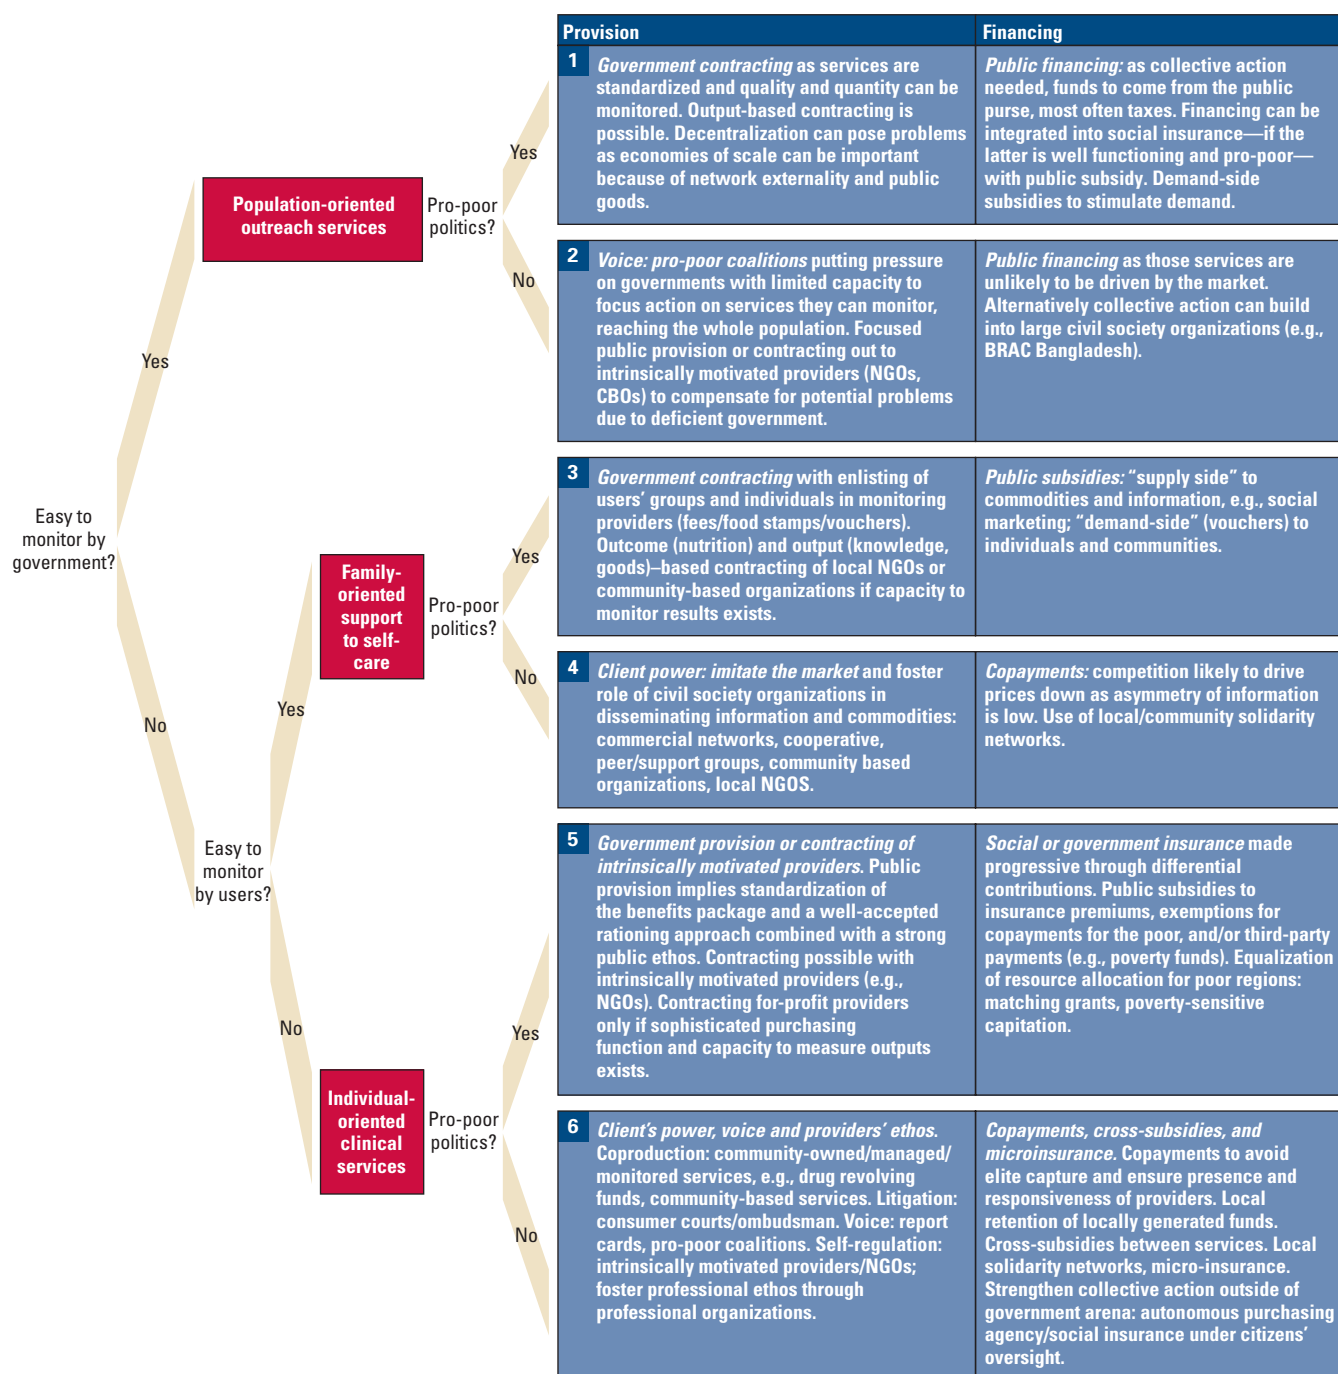 Provision
Financing
1
Government contracting as services are
standardized and quality and quantity can be
monitored. Output-based contracting is
possible. Decentralization can pose problems
as economies of scale can be important
because of network externality and public
goods.
Public financing: as collective action
needed, funds to come from the public
purse, most often taxes. Financing can be
integrated into social insurance—if the
latter is well functioning and pro-poor—
with public subsidy. Demand-side
subsidies to stimulate demand.
Yes
Population-oriented
outreach services
Pro-poor
politics?
No
2
Voice: pro-poor coalitions putting pressure
on governments with limited capacity to
focus action on services they can monitor,
reaching the whole population. Focused
public provision or contracting out to
intrinsically motivated providers (NGOs,
CBOs) to compensate for potential problems
due to deficient government.
Public financing as those services are
unlikely to be driven by the market.
Alternatively collective action can build
into large civil society organizations (e.g.,
BRAC Bangladesh).
Yes
Easy to
monitor by
government?
3
Government contracting with enlisting of
users’ groups and individuals in monitoring
providers (fees/food stamps/vouchers).
Outcome (nutrition) and output (knowledge,
goods)–based contracting of local NGOs or
community-based organizations if capacity to
monitor results exists.
Public subsidies: “supply side” to
commodities and information, e.g., social
marketing; “demand-side” (vouchers) to
individuals and communities.
Yes
Family-
oriented
support
to self-
care
Pro-poor
politics?
No
4
Client power: imitate the market and foster
role of civil society organizations in
disseminating information and commodities:
commercial networks, cooperative,
peer/support groups, community based
organizations, local NGOS.
Copayments: competition likely to drive
prices down as asymmetry of information
is low. Use of local/community solidarity
networks.
Yes
No
Easy to
monitor
by users?
5
Government provision or contracting of
intrinsically motivated providers. Public
provision implies standardization of
the benefits package and a well-accepted
rationing approach combined with a strong
public ethos. Contracting possible with
intrinsically motivated providers (e.g.,
NGOs). Contracting for-profit providers
only if sophisticated purchasing
function and capacity to measure outputs
exists.
Social or government insurance made
progressive through differential
contributions. Public subsidies to
insurance premiums, exemptions for
copayments for the poor, and/or third-party
payments (e.g., poverty funds). Equalization
of resource allocation for poor regions:
matching grants, poverty-sensitive
capitation.
No
Yes
Individual-
oriented
clinical
services
Pro-poor
politics?
No
6
Client’s power, voice and providers’ ethos.
Coproduction: community-owned/managed/
monitored services, e.g., drug revolving
funds, community-based services. Litigation:
consumer courts/ombudsman. Voice: report
cards, pro-poor coalitions. Self-regulation:
intrinsically motivated providers/NGOs;
foster professional ethos through
professional organizations.
Copayments, cross-subsidies, and
microinsurance. Copayments to avoid
elite capture and ensure presence and
responsiveness of providers. Local
retention of locally generated funds.
Cross-subsidies between services. Local
solidarity networks, micro-insurance.
Strengthen collective action outside of
government arena: autonomous purchasing
agency/social insurance under citizens’
oversight.